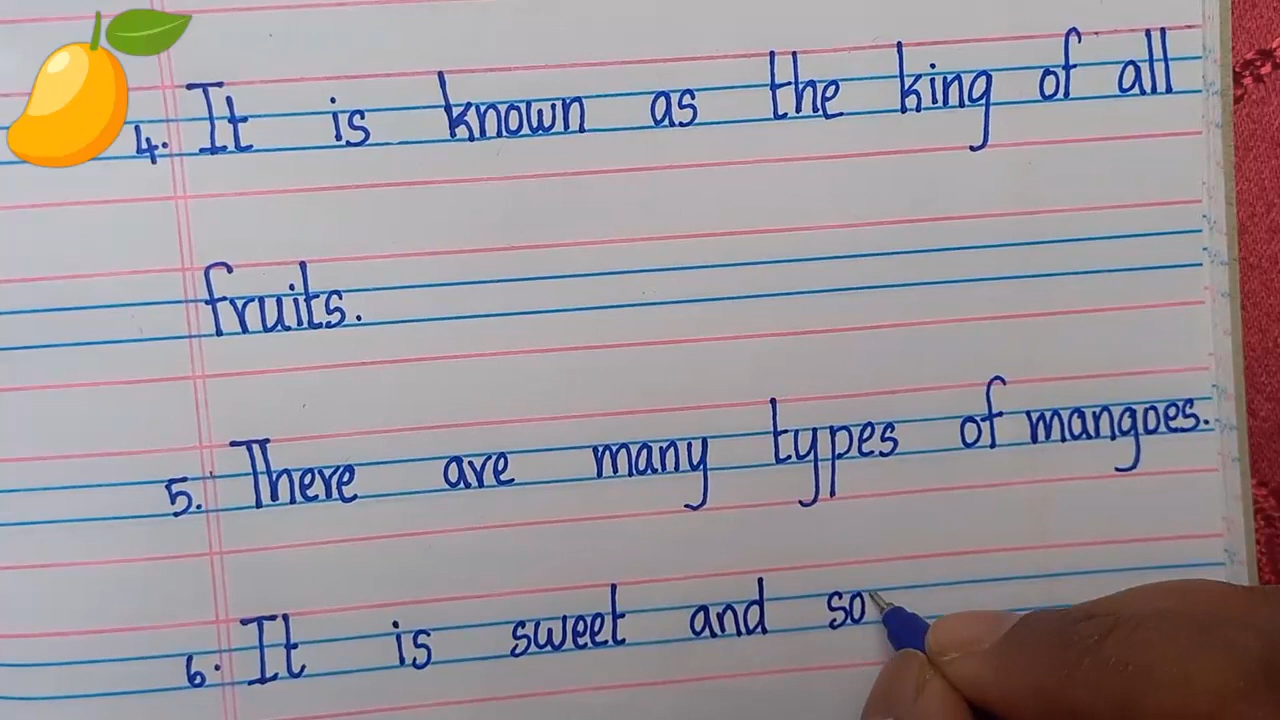 4. It is known as the king of all
fruits.
5. There are many types of mangoes.
6. It is sweet and so